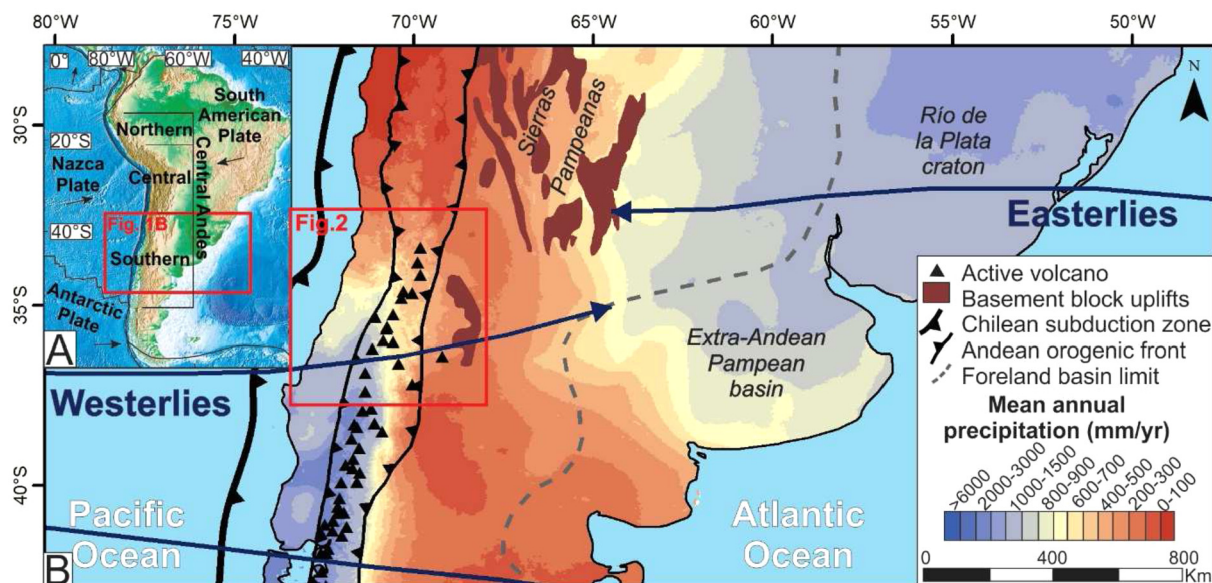 80°W 75°W 70°W 65°W 60°W 55°W 50°W
30°S
35°S
40°S
80°W 60°W 40°W
0°
20°S
40°S
South
American
Plate
Northern
Nazca
Plate
Central
Central Andes
Fig. 1B
Southern
Antarctic
Plate
A
Fig.2
Sierras
Pampeanas
Río de
la Plata
craton
N
Easterlies
Westerlies
Extra-Andean
Pampean
basin
Pacific
Ocean
Atlantic
Ocean
B
Active volcano
Basement block uplifts
Chilean subduction zone
Andean orogenic front
Foreland basin limit
Mean annual
precipitation (mm/yr)
>6000
2000-3000
1000-1500
800-900
600-700
400-500
200-300
0-100
0 400 800
Km